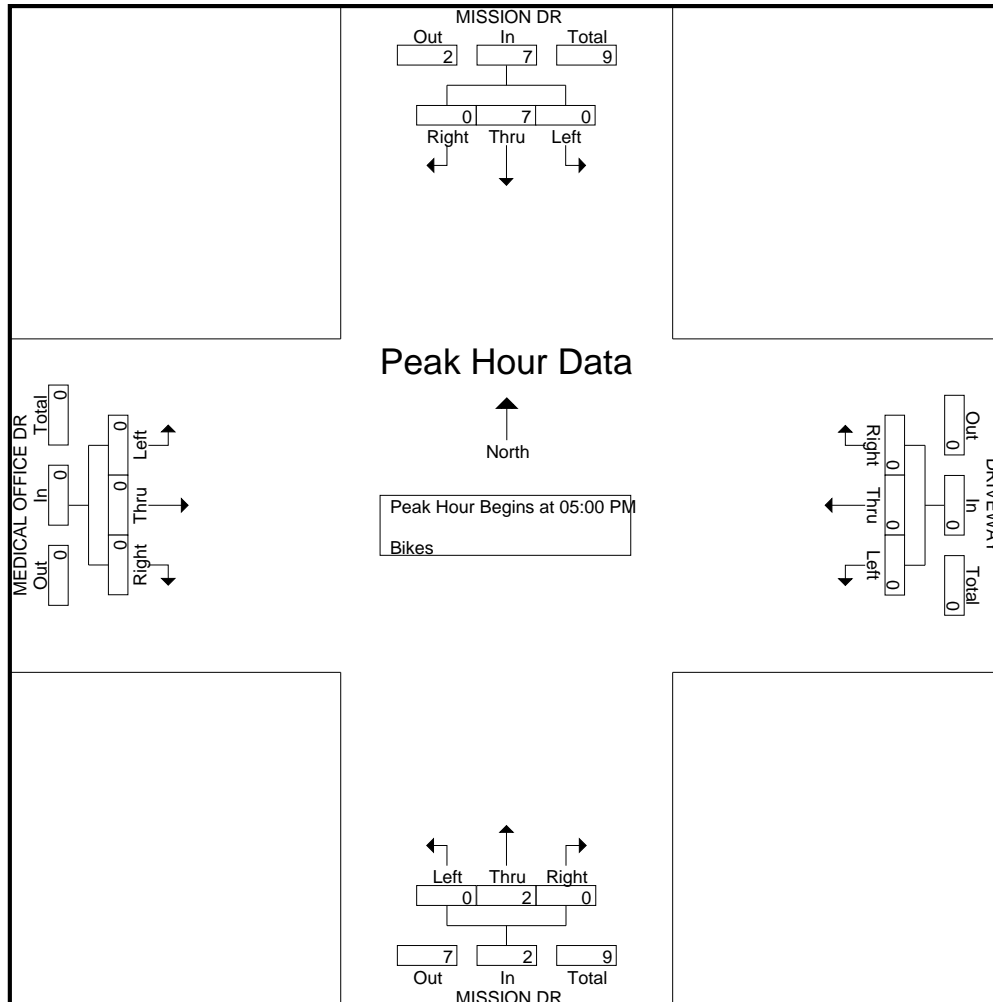 MISSION DR
Out In Total
2 7 9
0 7 0
Right Thru Left
Peak Hour Data
North
Peak Hour Begins at 05:00 PM
Bikes
MEDICAL OFFICE DR
Out In Total
0 0 0
0 0 0
Right Thru Left
DRIVEWAY
Out In Total
0 0 0
0 0 0
Right Thru Left
Left Thru Right
0 2 0
7 2 9
Out In Total
MISSION DR